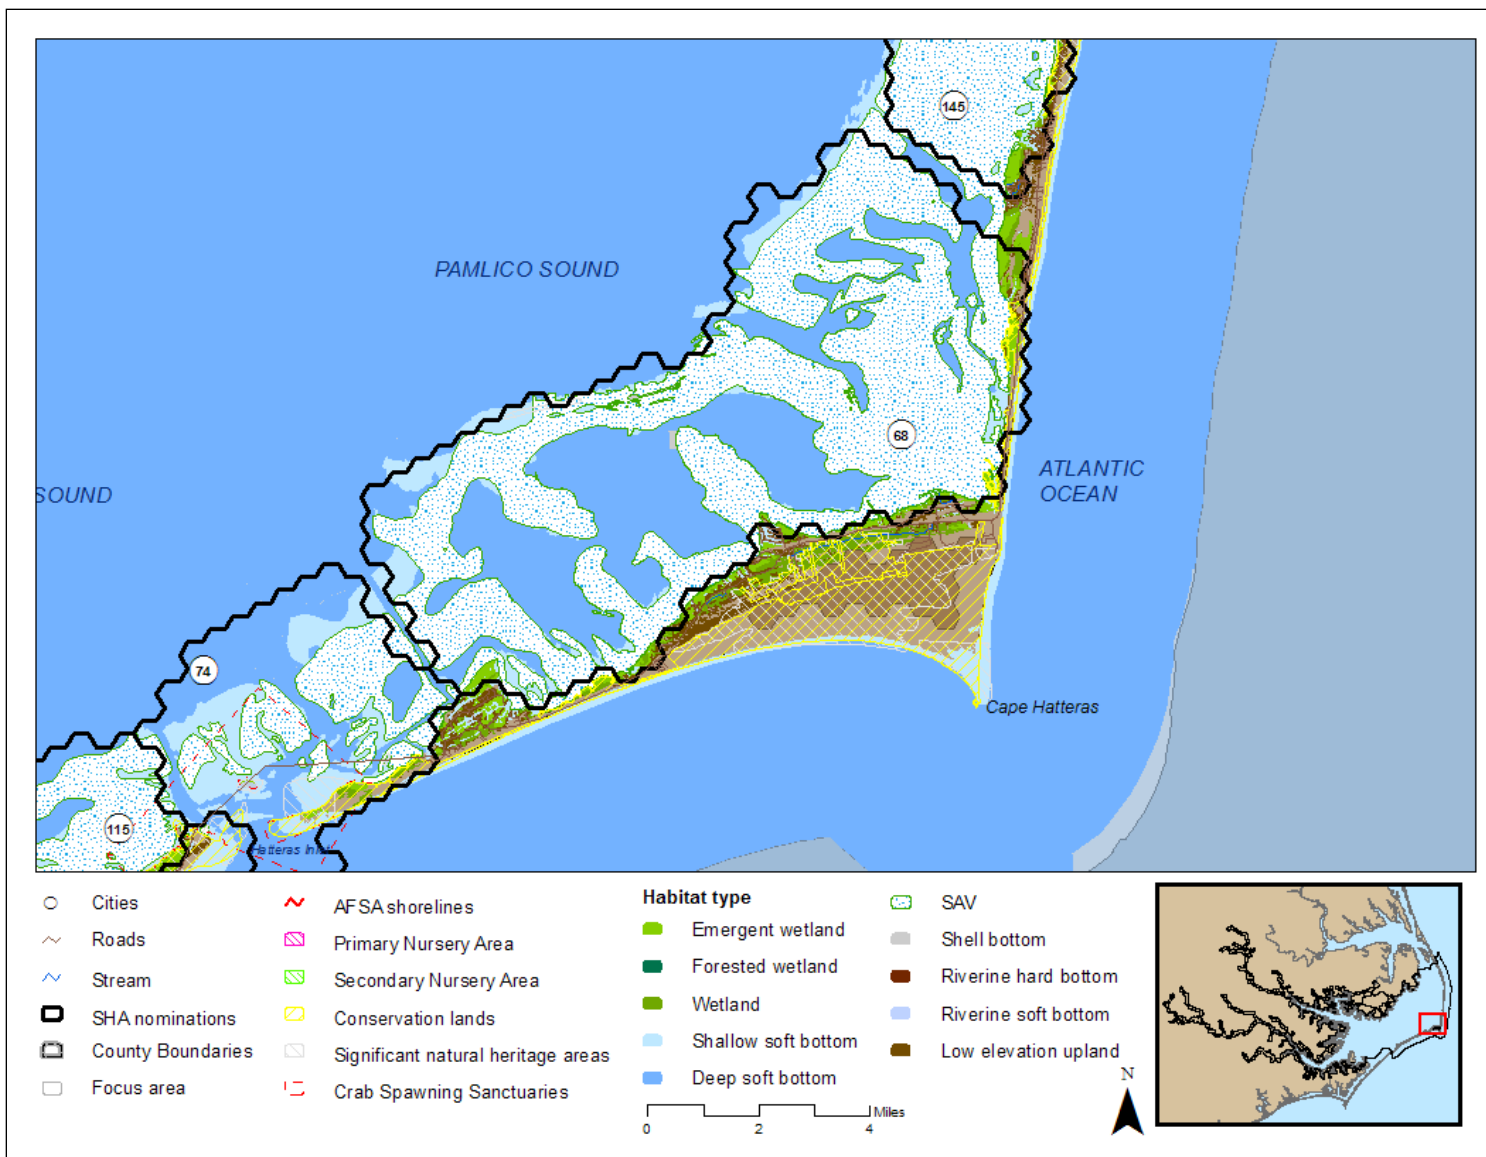 145
PAMLICO SOUND
68
ATLANTIC
OCEAN
SOUND
74
Cape Hatteras
115
Hatteras Inlet
Cities
Roads
Stream
SHA nominations
County Boundaries
Focus area
AFSA shorelines
Primary Nursery Area
Secondary Nursery Area
Conservation lands
Significant natural heritage areas
Crab Spawning Sanctuaries
Habitat type
Emergent wetland
Forested wetland
Wetland
Shallow soft bottom
Deep soft bottom
SAV
Shell bottom
Riverine hard bottom
Riverine soft bottom
Low elevation upland
Miles
0 2 4
N